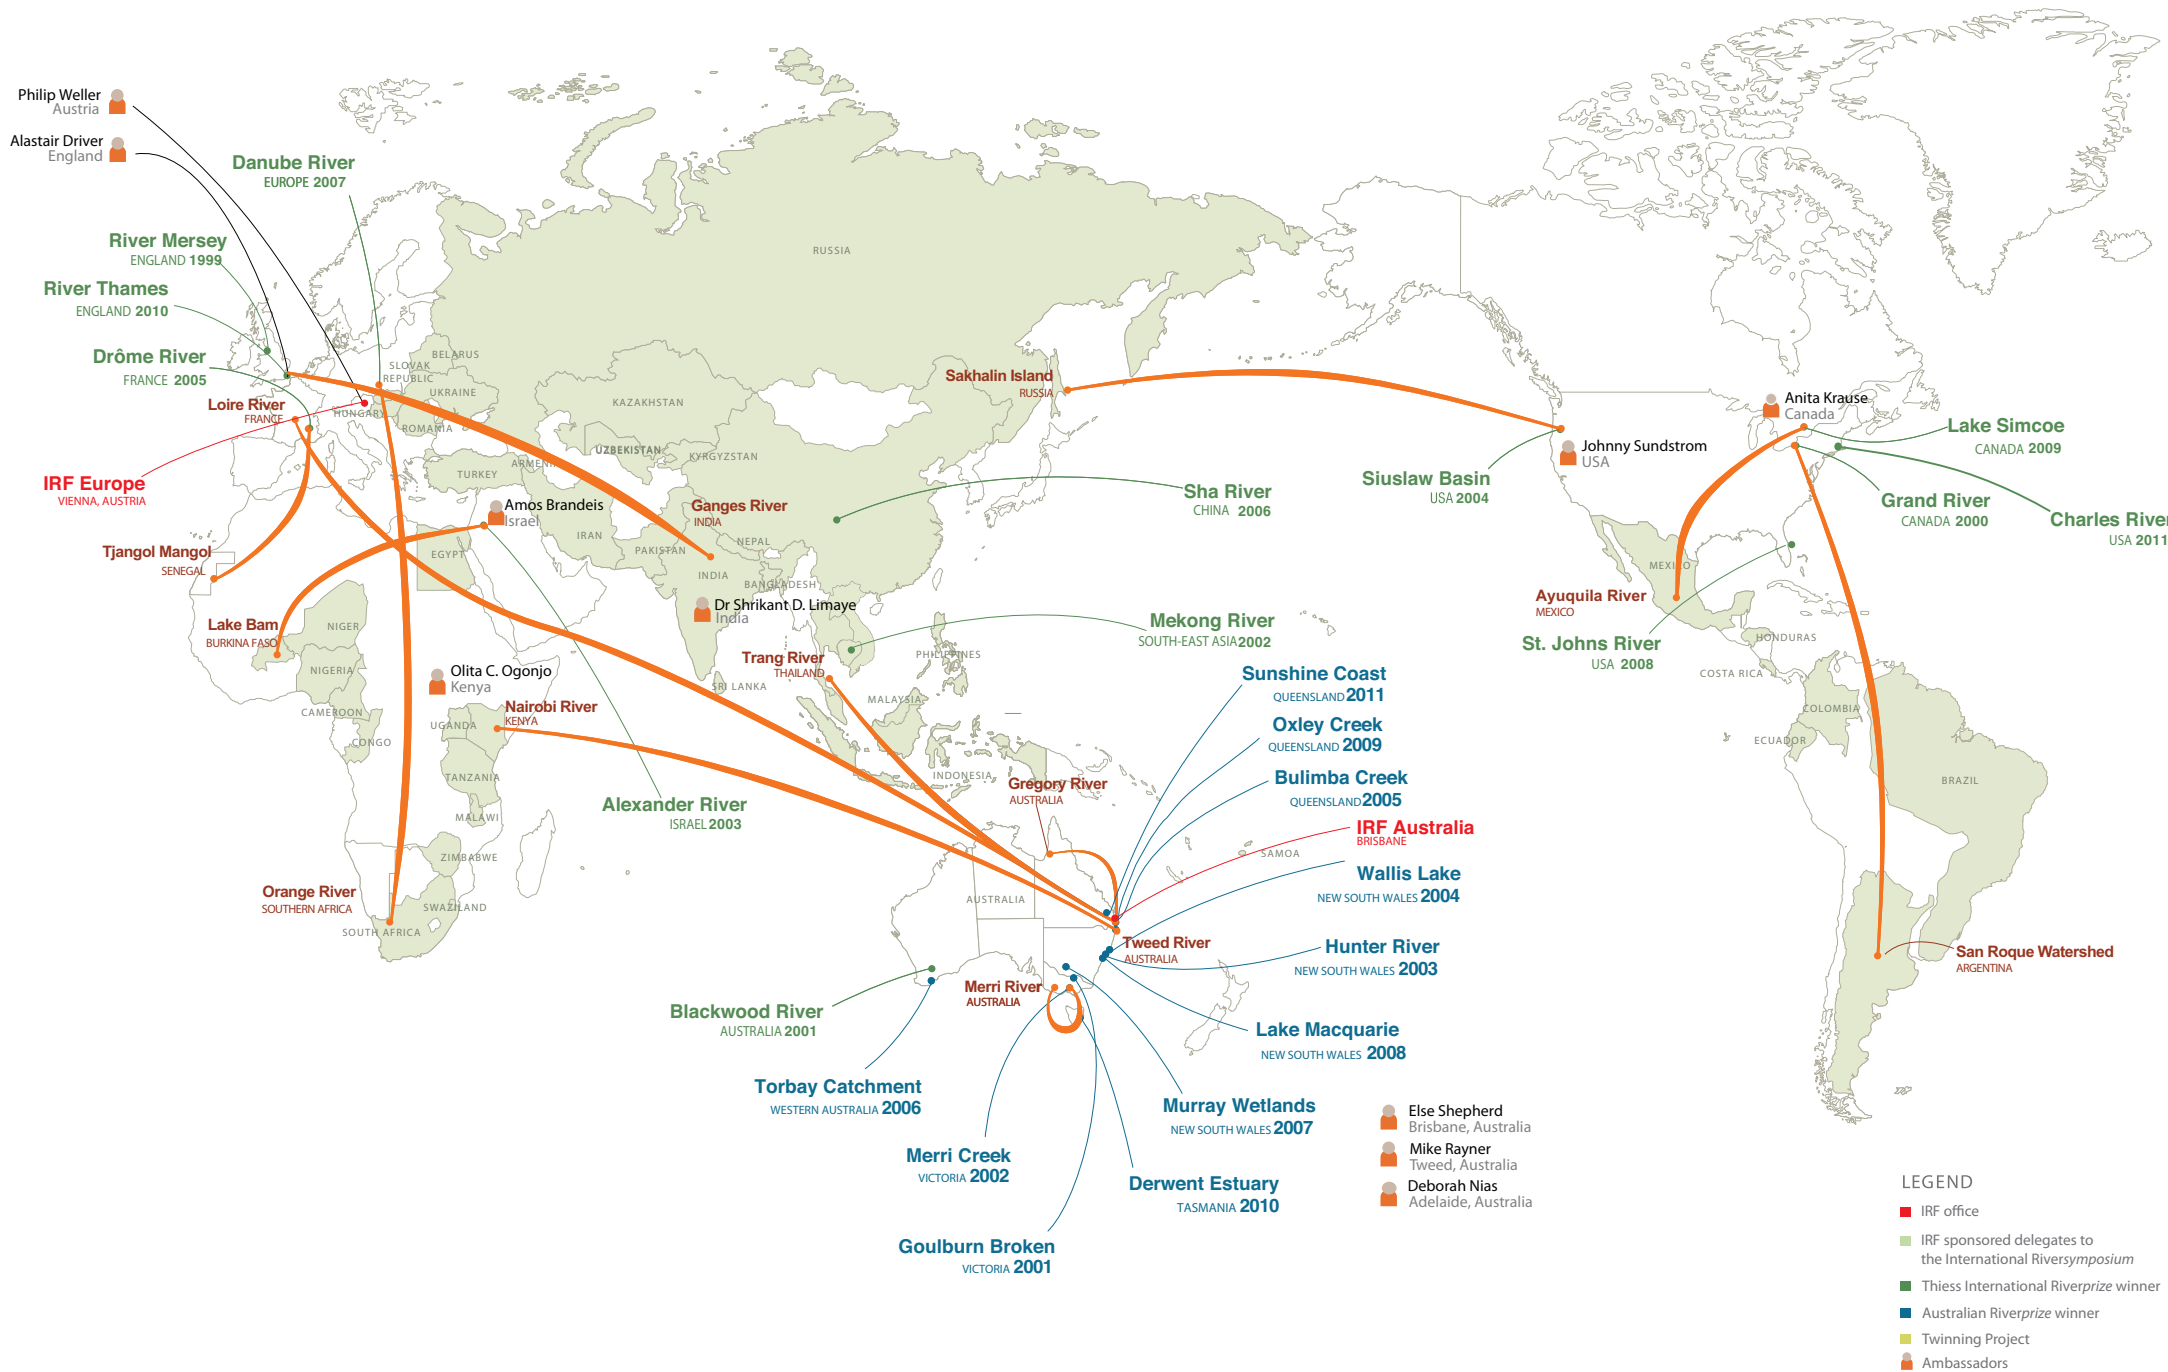 Philip Weller
Austria
Alastair Driver
England
Danube River
EUROPE 2007
River Mersey
ENGLAND 1999
River Thames
ENGLAND 2010
Drôme River
FRANCE 2005
Loire River
FRANCE
IRF Europe
VIENNA, AUSTRIA
Tjangol Mangol
SENEGAL
Lake Bam
BURKINA FASO
RUSSIA
BELARUS
SLOVAK
REPUBLIC
UKRAINE
HUNGARY
ROMANIA
KAZAKHSTAN
UZBEKISTAN
KYRGYZSTAN
TURKEY
ARMENIA
Amos Brandeis
Israel
IRAN
EGYPT
PAKISTAN
NEPAL
INDIA
BANGLADESH
Ganges River
INDIA
Dr Shrikant D. Limaye
India
Sakhalin Island
RUSSIA
Sha River
CHINA 2006
Mekong River
SOUTH-EAST ASIA 2002
Trang River
THAILAND
PHILIPPINES
SRI LANKA
MALAYSIA
INDONESIA
NIGER
NIGERIA
CAMEROON
CONGO
Olita C. Ogonjo
Kenya
Nairobi River
KENYA
UGANDA
TANZANIA
MALAWI
ZIMBABWE
SWAZILAND
SOUTH AFRICA
Orange River
SOUTHERN AFRICA
Alexander River
ISRAEL 2003
Siuslaw Basin
USA 2004
Johnny Sundstrom
USA
Anita Krause
Canada
Lake Simcoe
CANADA 2009
Grand River
CANADA 2000
Charles River
USA 2011
MEXICO
Ayuquila River
MEXICO
St. Johns River
USA 2008
HONDURAS
COSTA RICA
COLOMBIA
ECUADOR
BRAZIL
San Roque Watershed
ARGENTINA
Sunshine Coast
QUEENSLAND 2011
Oxley Creek
QUEENSLAND 2009
Bulimba Creek
QUEENSLAND 2005
IRF Australia
BRISBANE
SAMOA
Wallis Lake
NEW SOUTH WALES 2004
Hunter River
NEW SOUTH WALES 2003
Lake Macquarie
NEW SOUTH WALES 2008
Murray Wetlands
NEW SOUTH WALES 2007
Derwent Estuary
TASMANIA 2010
Gregory River
AUSTRALIA
AUSTRALIA
Tweed River
AUSTRALIA
Merri River
AUSTRALIA
Blackwood River
AUSTRALIA 2001
Torbay Catchment
WESTERN AUSTRALIA 2006
Merri Creek
VICTORIA 2002
Goulburn Broken
VICTORIA 2001
Else Shepherd
Brisbane, Australia
Mike Rayner
Tweed, Australia
Deborah Nias
Adelaide, Australia
LEGEND
IRF office
IRF sponsored delegates to
the International Riversymposium
Thiess International Riverprize winner
Australian Riverprize winner
Twinning Project
Ambassadors